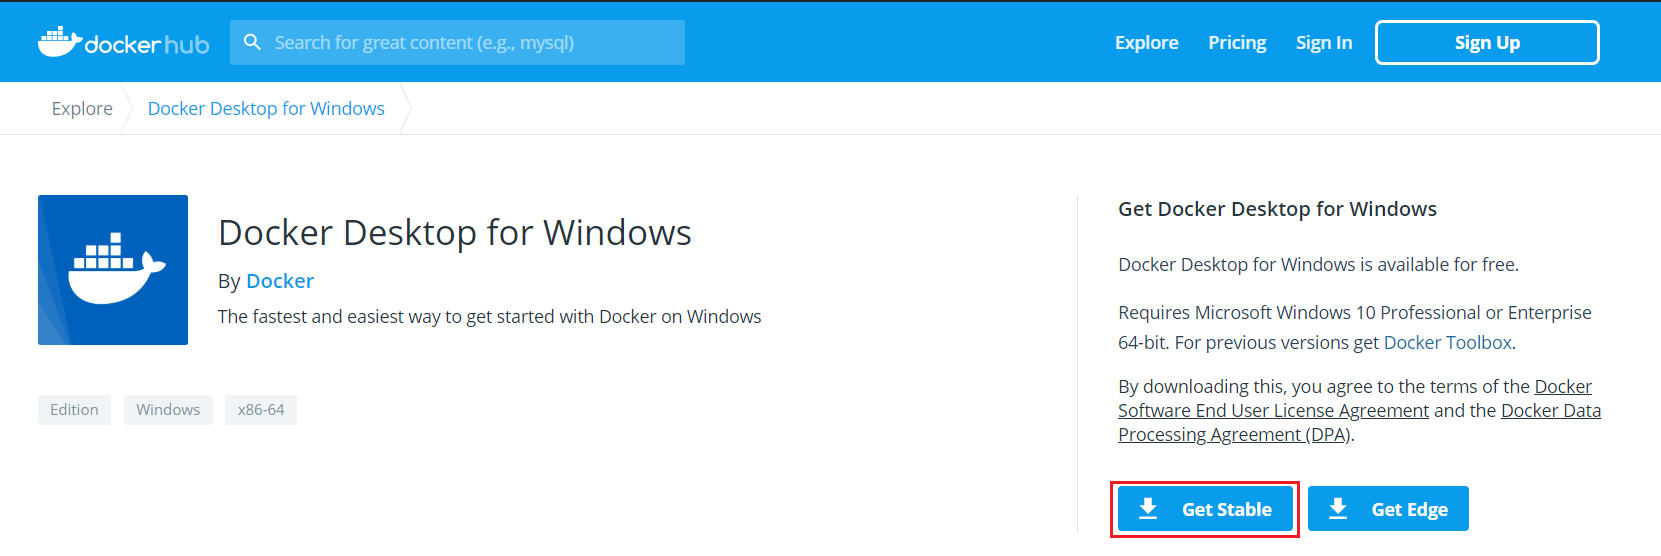 dockerhub
Search for great content (e.g., mysql)
Explore
Pricing
Sign In
Sign Up
Explore
Docker Desktop for Windows
Docker Desktop for Windows
By Docker
The fastest and easiest way to get started with Docker on Windows
Edition
Windows
x86-64
Get Docker Desktop for Windows
Docker Desktop for Windows is available for free.
Requires Microsoft Windows 10 Professional or Enterprise
64-bit. For previous versions get Docker Toolbox.
By downloading this, you agree to the terms of the Docker
Software End User License Agreement and the Docker Data
Processing Agreement (DPA).
Get Stable
Get Edge